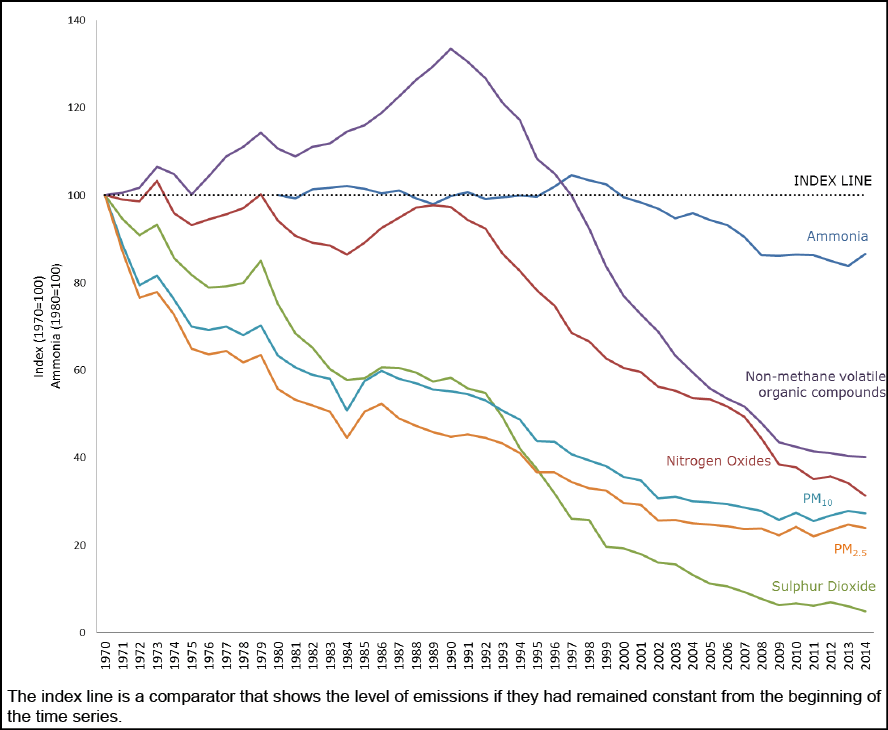 140
120
100
80
60
40
20
0
Index (1970=100)
Ammonia (1980=100)
INDEX LINE
Ammonia
Non-methane volatile
organic compounds
Nitrogen Oxides
PM10
PM2.5
Sulphur Dioxide
1970 1971 1972 1973 1974 1975 1976 1977 1978 1979 1980 1981 1982 1983 1984 1985 1986 1987 1988 1989 1990 1991 1992 1993 1994 1995 1996 1997 1998 1999 2000 2001 2002 2003 2004 2005 2006 2007 2008 2009 2010 2011 2012 2013 2014
The index line is a comparator that shows the level of emissions if they had remained constant from the beginning of
the time series.